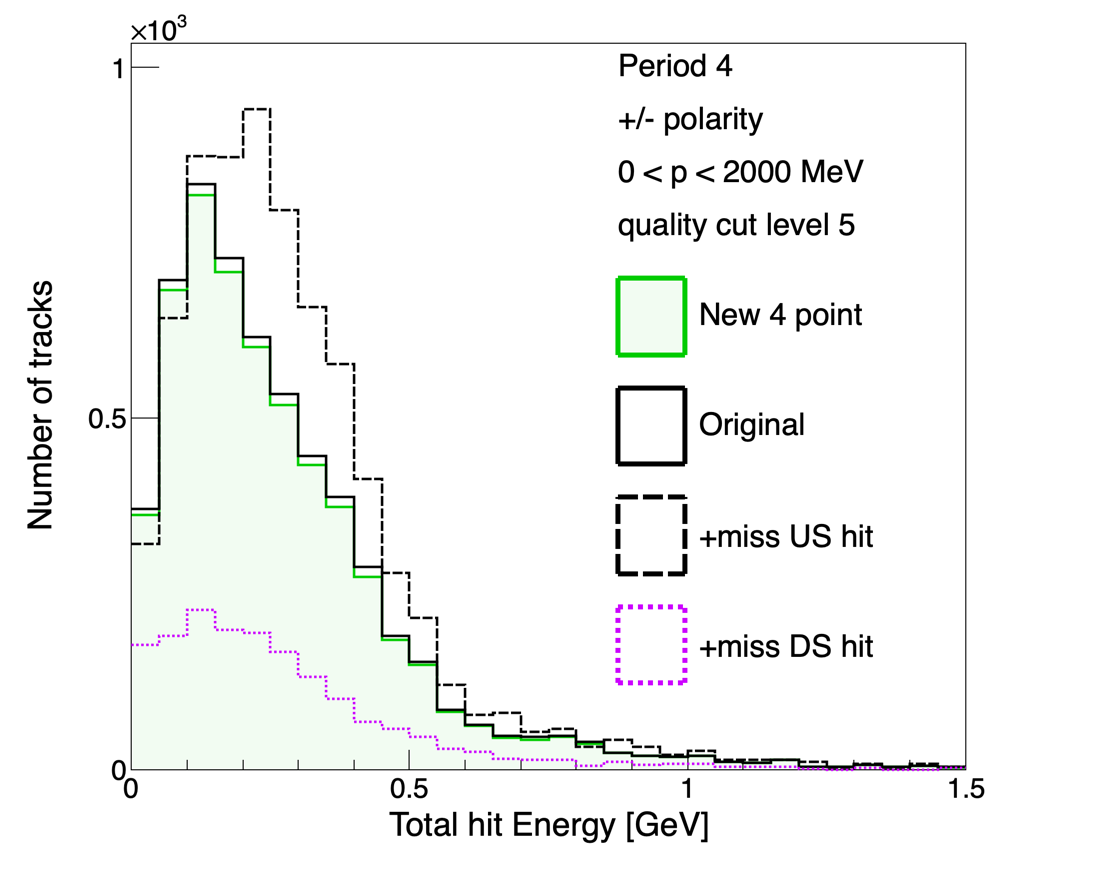 ×10³
1
0.5
0
0
0.5
1
1.5
Number of tracks
Total hit Energy [GeV]
Period 4
+/- polarity
0 < p < 2000 MeV
quality cut level 5
New 4 point
Original
+miss US hit
+miss DS hit